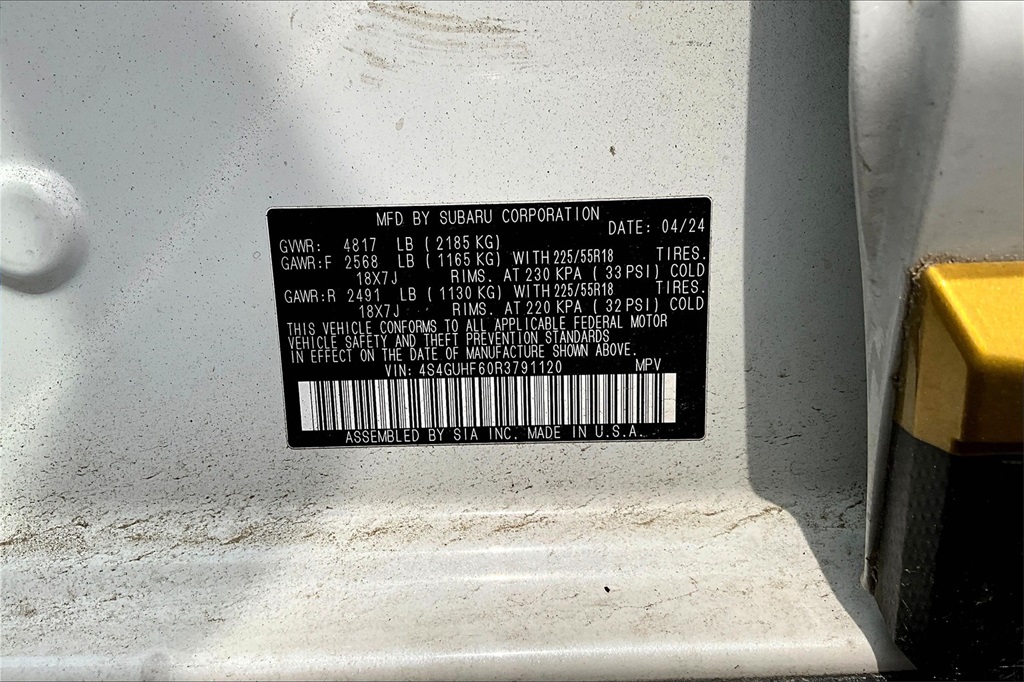 MFD BY SUBARU CORPORATION
DATE: 04/24
GVWR: 4817 LB (2185 KG)
GAWR:F 2568 LB (1165 KG) WITH 225/55R18 TIRES.
18X7J RIMS. AT 230 KPA (33 PSI) COLD
GAWR:R 2491 LB (1130 KG) WITH 225/55R18 TIRES.
18X7J RIMS. AT 220 KPA (32 PSI) COLD
THIS VEHICLE CONFORMS TO ALL APPLICABLE FEDERAL MOTOR
VEHICLE SAFETY AND THEFT PREVENTION STANDARDS
IN EFFECT ON THE DATE OF MANUFACTURE SHOWN ABOVE.
VIN: 4S4GUHF60R3791120 MPV
ASSEMBLED BY SIA INC. MADE IN U.S.A.